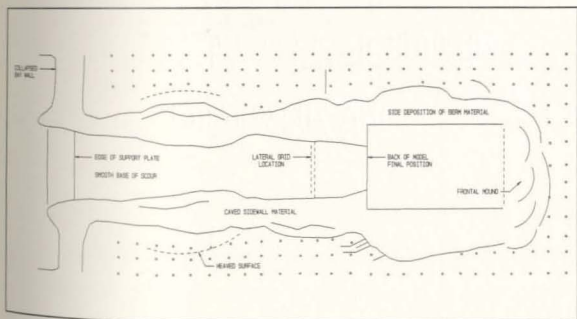 COLLAPSED
BAY WALL
SIDE DEPOSITION OF BERM MATERIAL
EDGE OF SUPPORT PLATE
SMOOTH BASE OF SCOUR
LATERAL GRID
LOCATION
BACK OF MODEL
FINAL POSITION
FRONTAL MOUND
CAVED SIDEWALL MATERIAL
HEAVED SURFACE